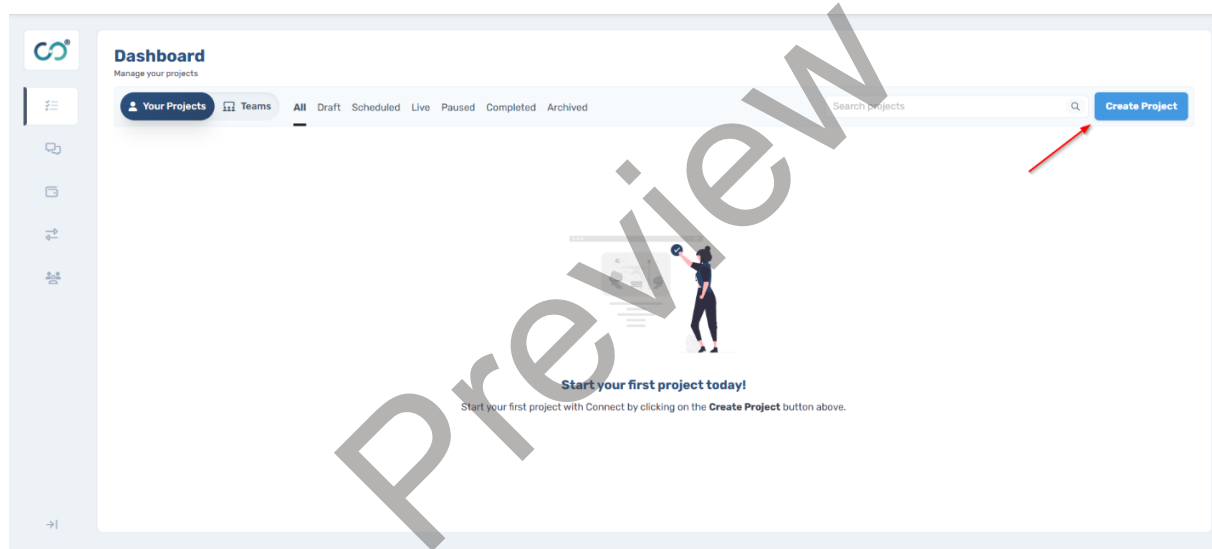 Dashboard
Manage your projects
Your Projects Teams All Draft Scheduled Live Paused Completed Archived Search projects Create Project
Start your first project today!
Start your first project with Connect by clicking on the Create Project button above.
Preview